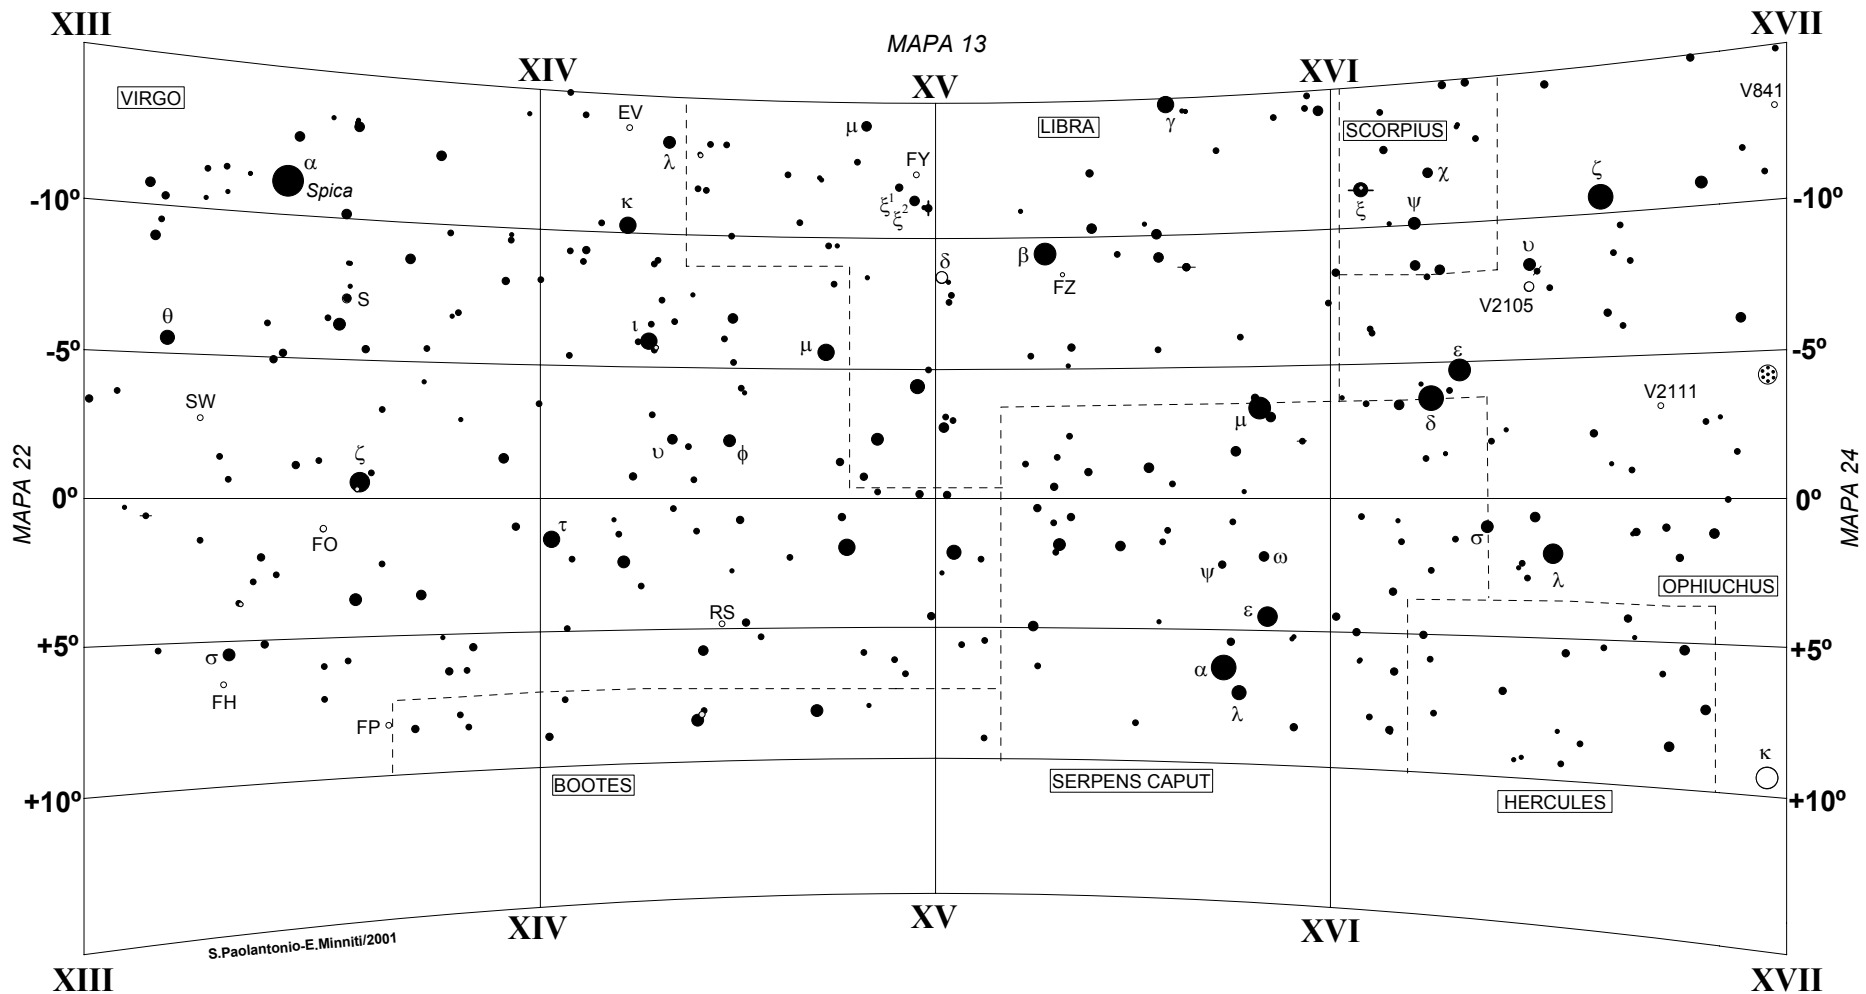 XIII
XVII
MAPA 13
XIV
XV
XVI
VIRGO
EV
LIBRA
SCORPIUS
V841
μ
γ
α
Spica
λ
FY
χ
ζ
-10º
-10º
κ
ξ¹
ξ²
ξ
ψ
β
δ
FZ
υ
S
V2105
θ
ι
μ
ε
-5º
-5º
SW
V2111
μ
δ
ζ
υ
φ
MAPA 22
MAPA 24
0º
0º
FO
τ
σ
ψ
ω
λ
OPHIUCHUS
RS
ε
+5º
+5º
σ
α
FH
λ
FP
κ
BOOTES
SERPENS CAPUT
HERCULES
+10º
+10º
XIV
XV
XVI
S.Paolantonio-E.Minniti/2001
XIII
XVII